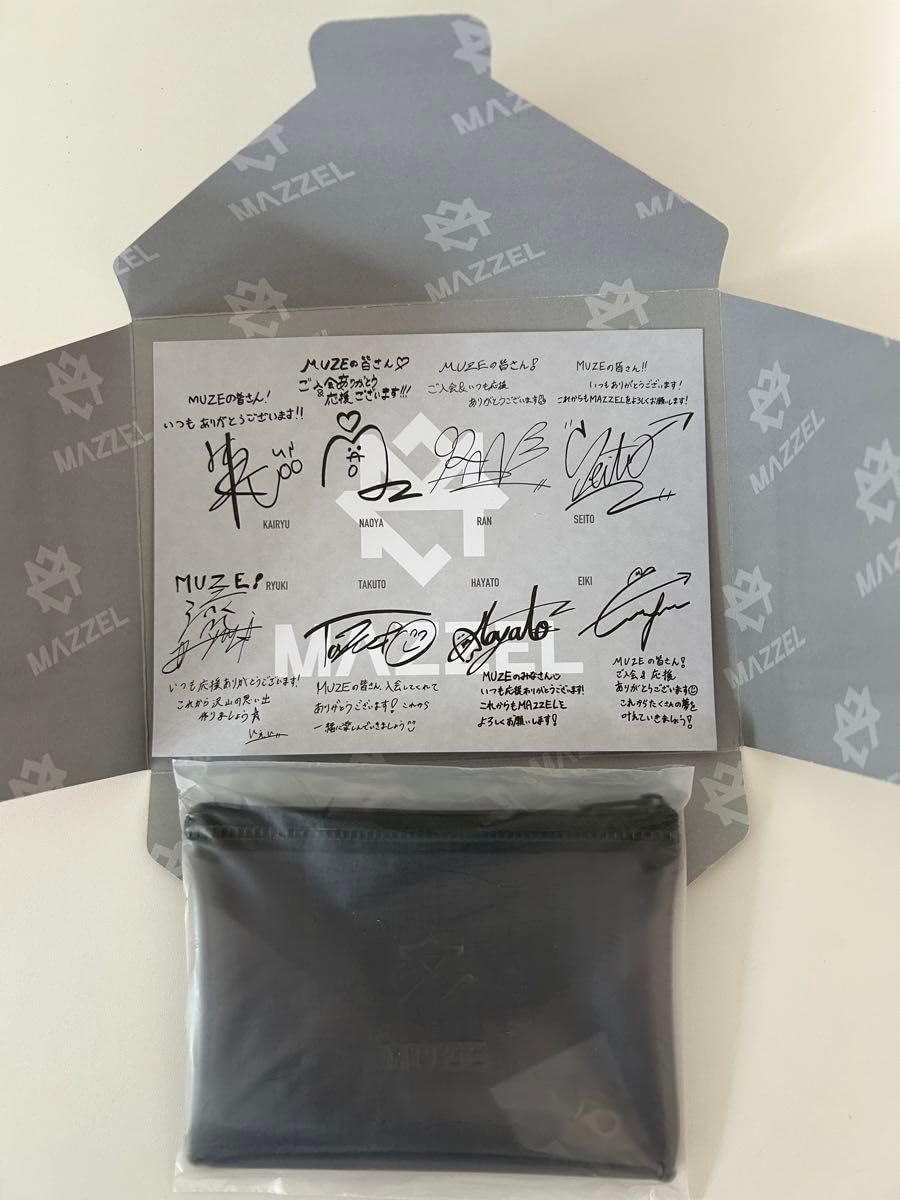 MAZZEL
MAZZEL
MAZZEL
MAZZEL
MAZZEL
MAZZEL
MAZZEL
MAZZEL
MUZEの皆さん!
いつもありがとうございます!!
KAIRYU
MUZEの皆さん♡
ご入会ありがとう
&応援ございます!!!
NAOYA
MUZEの皆さん!
ご入会&いつも応援
ありがとうございます
RAN
MUZEの皆さん!!
いつもありがとうございます!
これからもMAZZELをよろしくお願いします!
Seito
SEITO
RYUKI
TAKUTO
HAYATO
EIKI
MAZZEL
MUZE!
いつも応援ありがとうございます!
これから沢山の思い出
作りましょう
MUZEの皆さん、入会してくれて
ありがとうございます! これから
一緒に楽しんでいきましょう
Hayato
MUZEのみなさん
いつも応援ありがとうございます!
これからもMAZZELを
よろしくお願いします!
MUZEの皆さん!
ご入会&応援
ありがとうございます
これからたくさんの夢を
叶えていきましょう!
MAZZEL
MAZZEL
MUZE